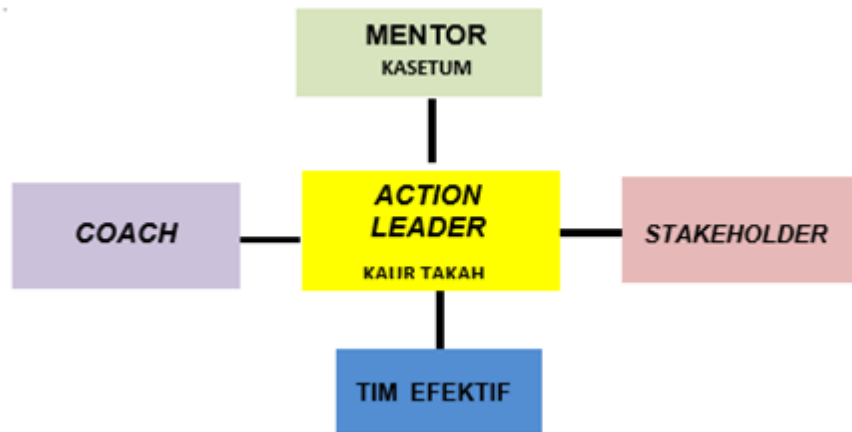 MENTOR
KASETUM
COACH
ACTION
LEADER
KAUR TAKAH
STAKEHOLDER
TIM EFEKTIF